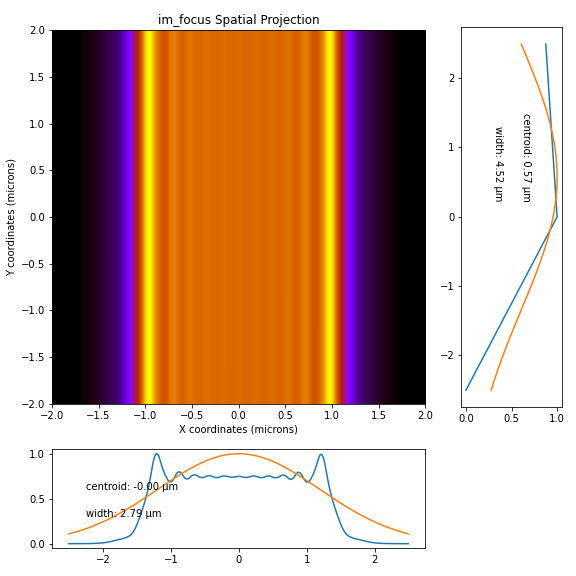 im_focus Spatial Projection
2.0
1.5
1.0
0.5
0.0
−0.5
−1.0
−1.5
−2.0
Y coordinates (microns)
−2.0 −1.5 −1.0 −0.5 0.0 0.5 1.0 1.5 2.0
X coordinates (microns)
2
1
0
−1
−2
centroid: 0.57 μm
width: 4.52 μm
0.0 0.5 1.0
1.0
0.5
0.0
centroid: -0.00 μm
width: 2.79 μm
−2 −1 0 1 2